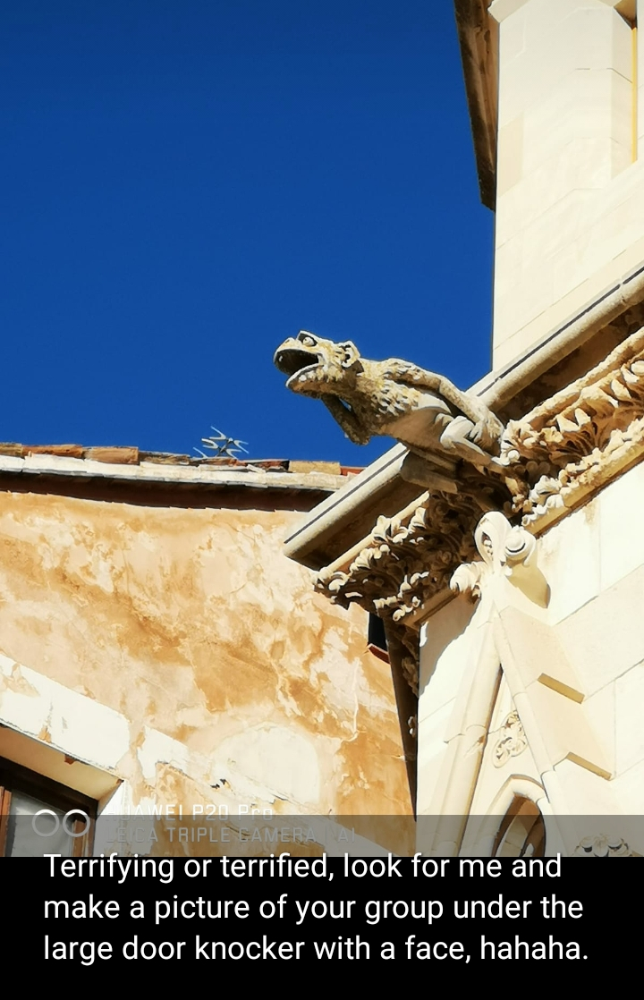 HUAWEI P20 Pro
LEICA TRIPLE CAMERA | AI
Terrifying or terrified, look for me and
make a picture of your group under the
large door knocker with a face, hahaha.